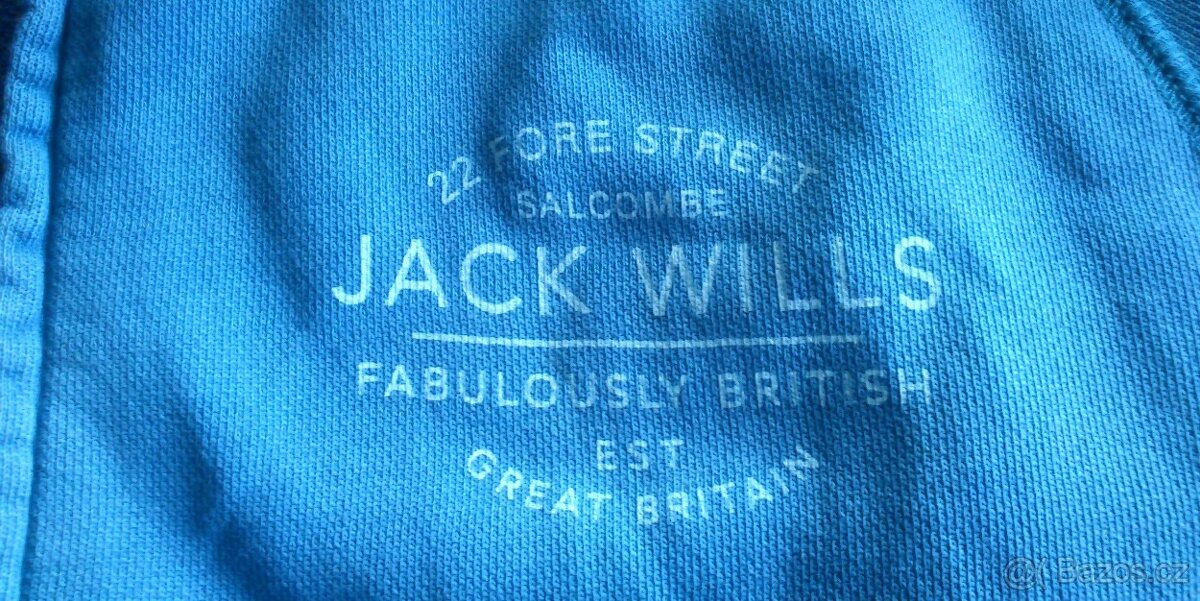 22 FORE STREET
SALCOMBE
JACK WILLS
FABULOUSLY BRITISH
EST
GREAT BRITAIN
Bazos.cz